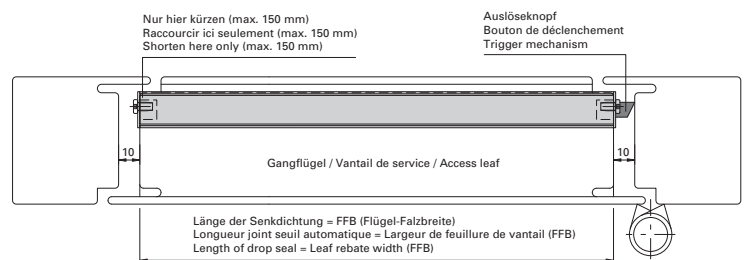 Nur hier kürzen (max. 150 mm)
Raccourcir ici seulement (max. 150 mm)
Shorten here only (max. 150 mm)
Auslöseknopf
Bouton de déclenchement
Trigger mechanism
10
Gangflügel / Vantail de service / Access leaf
10
Länge der Senkdichtung = FFB (Flügel-Falzbreite)
Longueur joint seuil automatique = Largeur de feuillure de vantail (FFB)
Length of drop seal = Leaf rebate width (FFB)